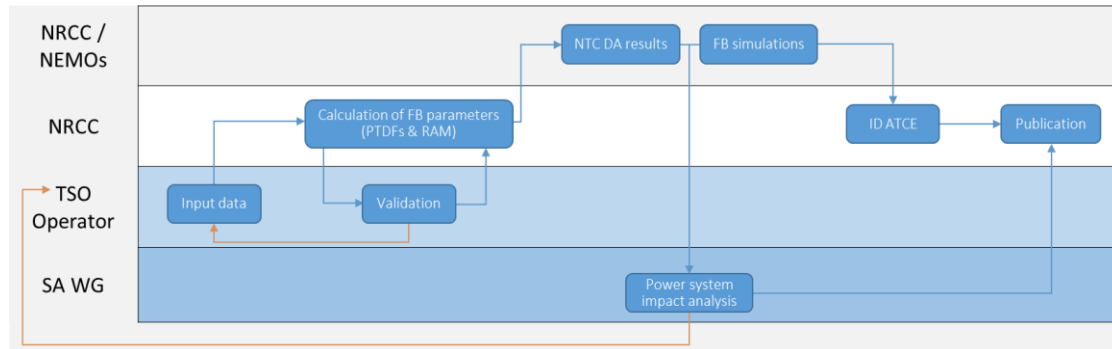 NRCC /
NEMOs
NTC DA results
FB simulations
NRCC
Calculation of FB parameters
(PTDFs & RAM)
ID ATCE
Publication
TSO
Operator
Input data
Validation
SA WG
Power system
impact analysis